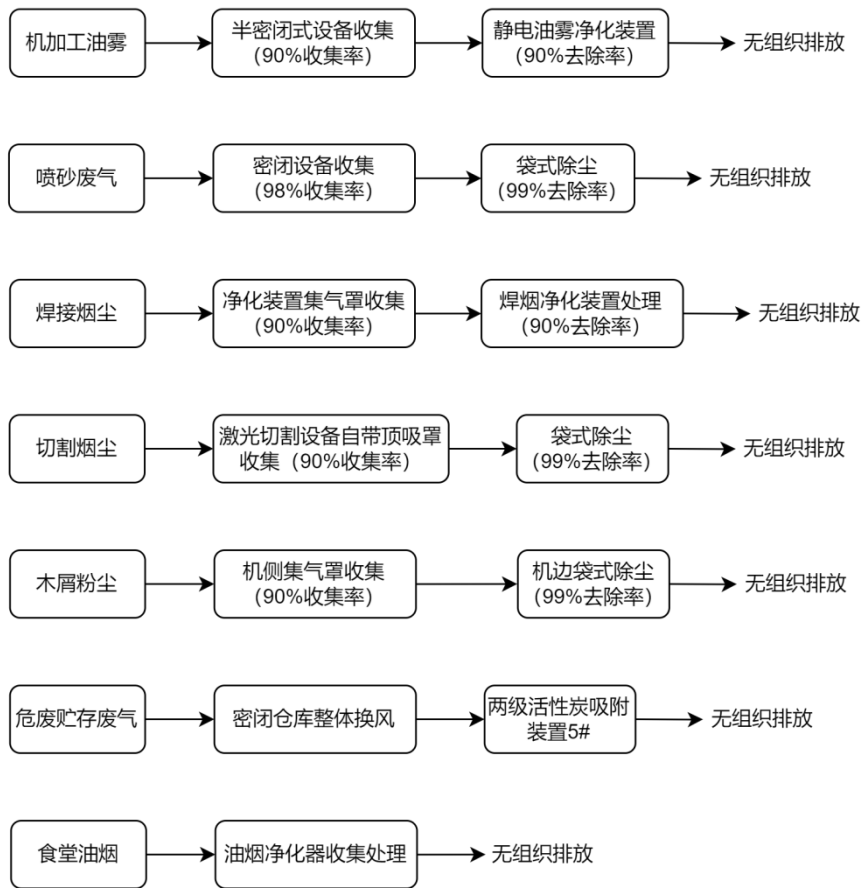 机加工油雾
半密闭式设备收集
（90%收集率）
静电油雾净化装置
（90%去除率）
无组织排放
喷砂废气
密闭设备收集
（98%收集率）
袋式除尘
（99%去除率）
无组织排放
焊接烟尘
净化装置集气罩收集
（90%收集率）
焊烟净化装置处理
（90%去除率）
无组织排放
切割烟尘
激光切割设备自带顶吸罩
收集（90%收集率）
袋式除尘
（99%去除率）
无组织排放
木屑粉尘
机侧集气罩收集
（90%收集率）
机边袋式除尘
（99%去除率）
无组织排放
危废贮存废气
密闭仓库整体换风
两级活性炭吸附
装置5#
无组织排放
食堂油烟
油烟净化器收集处理
无组织排放